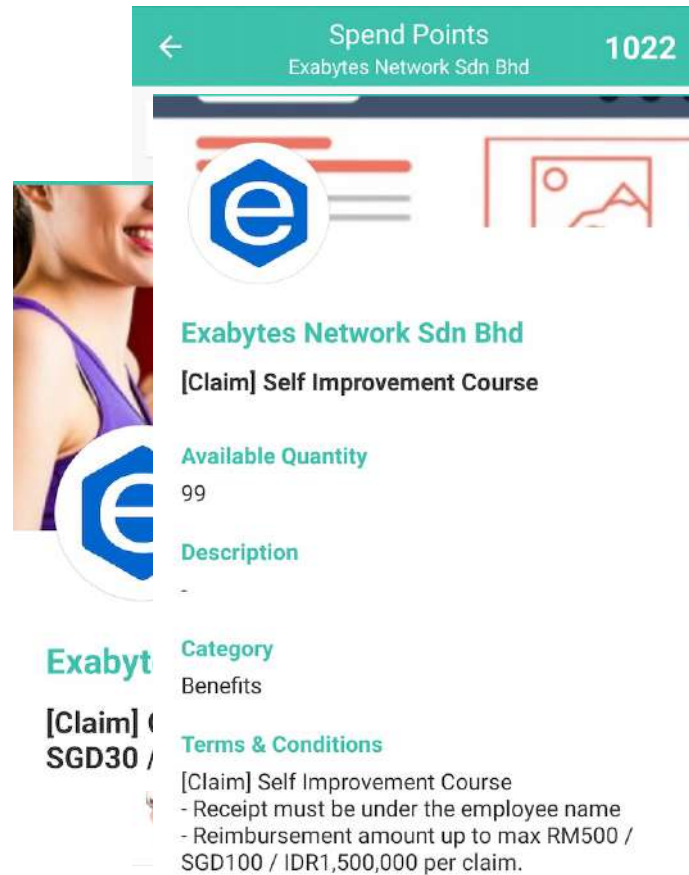 Spend Points
Exabytes Network Sdn Bhd
1022
e
Exabytes Network Sdn Bhd
[Claim] Self Improvement Course
Available Quantity
99
Description
-
Category
Benefits
Terms & Conditions
[Claim] Self Improvement Course
- Receipt must be under the employee name
- Reimbursement amount up to max RM500 /
SGD100 / IDR1,500,000 per claim.
e
Exabyt
[Claim]
SGD30 /